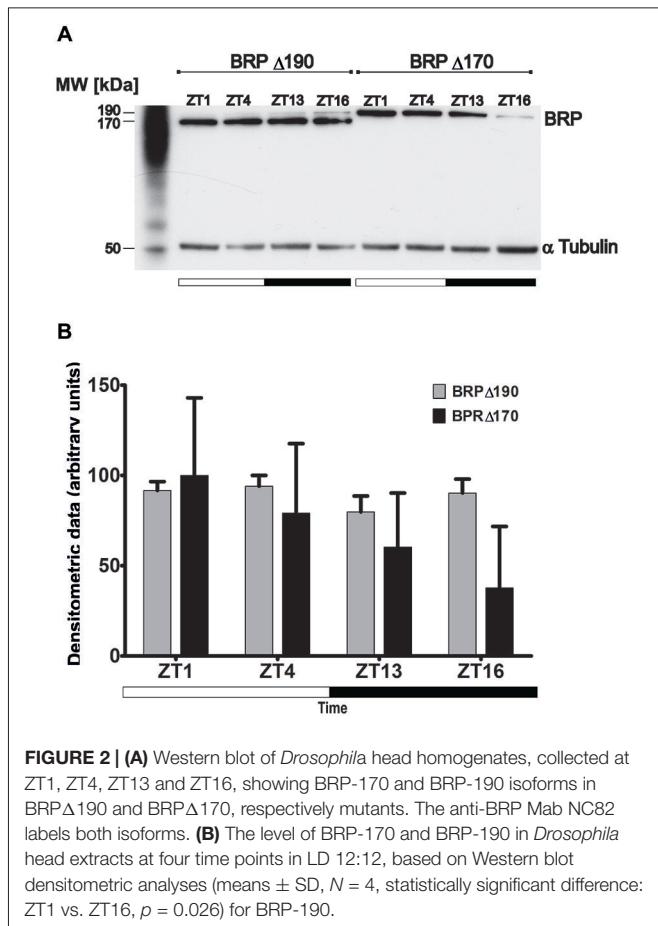 A
BRP Δ190 BRP Δ170
MW [kDa]
ZT1 ZT4 ZT13 ZT16 ZT1 ZT4 ZT13 ZT16
190
170
BRP
50
α Tubulin
B
Densitometric data (arbitrary units)
150
100
50
0
BRPΔ190
BPRΔ170
ZT1 ZT4 ZT13 ZT16
Time
FIGURE 2 | (A) Western blot of Drosophila head homogenates, collected at
ZT1, ZT4, ZT13 and ZT16, showing BRP-170 and BRP-190 isoforms in
BRPΔ190 and BRPΔ170, respectively mutants. The anti-BRP Mab NC82
labels both isoforms. (B) The level of BRP-170 and BRP-190 in Drosophila
head extracts at four time points in LD 12:12, based on Western blot
densitometric analyses (means ± SD, N = 4, statistically significant difference:
ZT1 vs. ZT16, p = 0.026) for BRP-190.